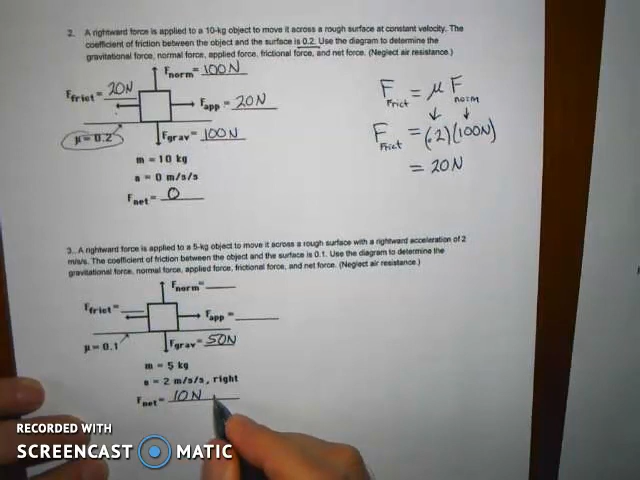 2. A rightward force is applied to a 10-kg object to move it across a rough surface at constant velocity. The
coefficient of friction between the object and the surface is 0.2. Use the diagram to determine the
gravitational force, normal force, applied force, frictional force, and net force. (Neglect air resistance.)
Fnorm = 100N
Ffrict = 20N
Fapp = 20N
μ = 0.2
Fgrav = 100N
m = 10 kg
a = 0 m/s/s
Fnet = 0
F Frict = μ F norm
F Frict = (.2)(100N)
= 20N
3. A rightward force is applied to a 5-kg object to move it across a rough surface with a rightward acceleration of 2
m/s/s. The coefficient of friction between the object and the surface is 0.1. Use the diagram to determine the
gravitational force, normal force, applied force, frictional force, and net force. (Neglect air resistance.)
Fnorm =
Ffrict =
Fapp =
μ = 0.1
Fgrav = 50N
m = 5 kg
a = 2 m/s/s, right
Fnet = 10N
RECORDED WITH
SCREENCAST MATIC